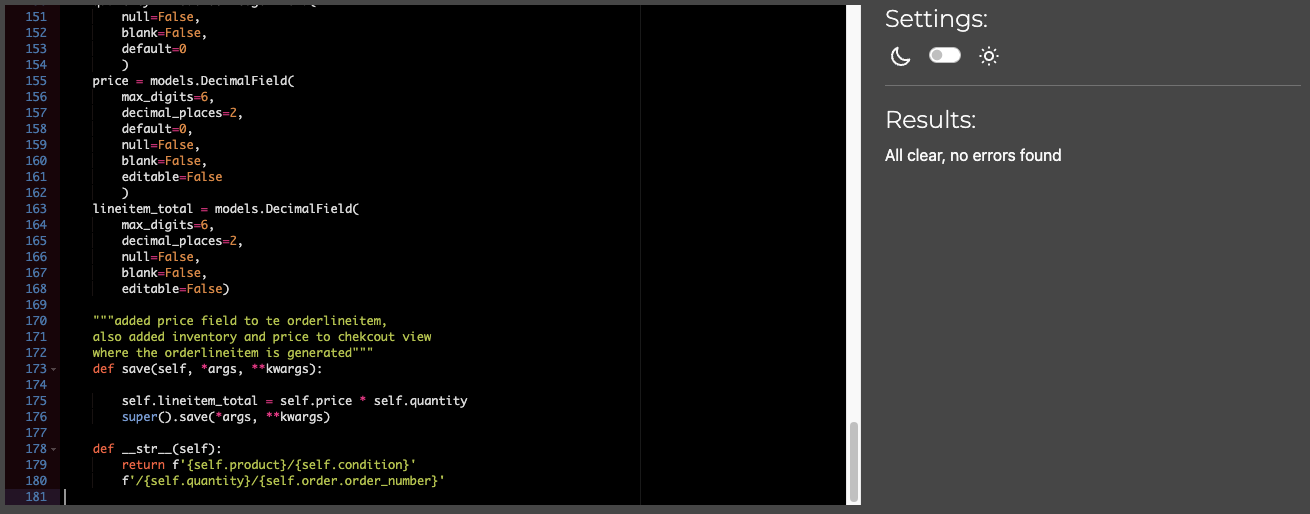 151 null=False,
152 blank=False,
153 default=0
154 )
155 price = models.DecimalField(
156 max_digits=6,
157 decimal_places=2,
158 default=0,
159 null=False,
160 blank=False,
161 editable=False
162 )
163 lineitem_total = models.DecimalField(
164 max_digits=6,
165 decimal_places=2,
166 null=False,
167 blank=False,
168 editable=False)
169
170 """added price field to te orderlineitem,
171 also added inventory and price to chekcout view
172 where the orderlineitem is generated"""
173 def save(self, *args, **kwargs):
174
175 self.lineitem_total = self.price * self.quantity
176 super().save(*args, **kwargs)
177
178 def __str__(self):
179 return f'{self.product}/{self.condition}'
180 f'/{self.quantity}/{self.order.order_number}'
181
Settings:
Results:
All clear, no errors found